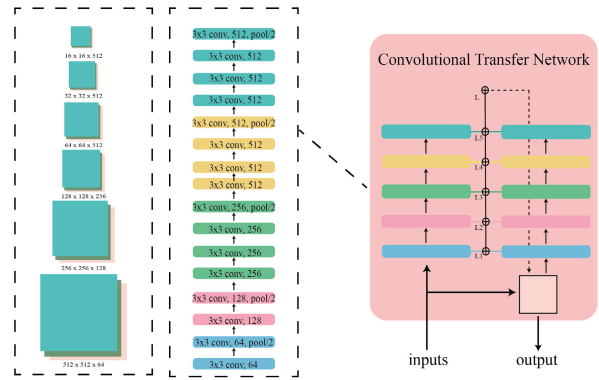 16 x 16 x 512
32 x 32 x 512
64 x 64 x 512
128 x 128 x 256
256 x 256 x 128
512 x 512 x 64
3x3 conv, 512, pool/2
3x3 conv, 512
3x3 conv, 512
3x3 conv, 512
3x3 conv, 512, pool/2
3x3 conv, 512
3x3 conv, 512
3x3 conv, 512
3x3 conv, 256, pool/2
3x3 conv, 256
3x3 conv, 256
3x3 conv, 256
3x3 conv, 128, pool/2
3x3 conv, 128
3x3 conv, 64, pool/2
3x3 conv, 64
Convolutional Transfer Network
L
L5
L4
L3
L2
L1
inputs
output